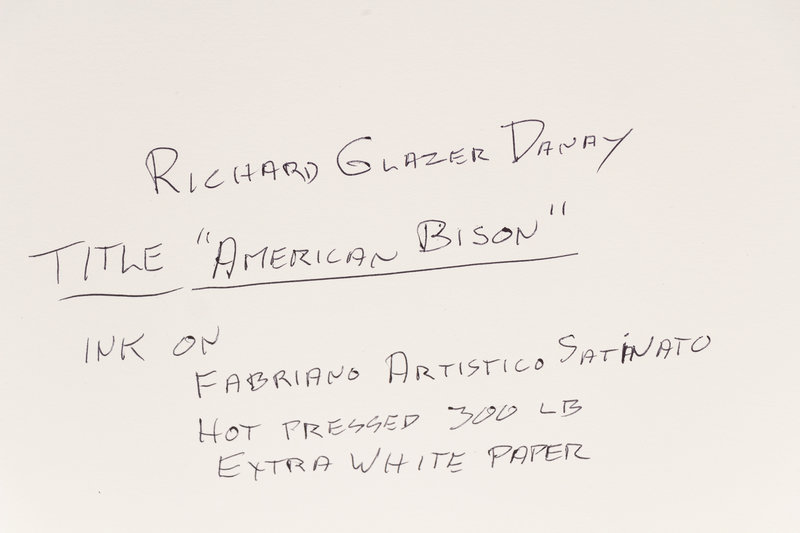 RICHARD GLAZER DANAY
TITLE "AMERICAN BISON"
INK ON
FABRIANO ARTISTICO SATINATO
HOT PRESSED 300 LB
EXTRA WHITE PAPER